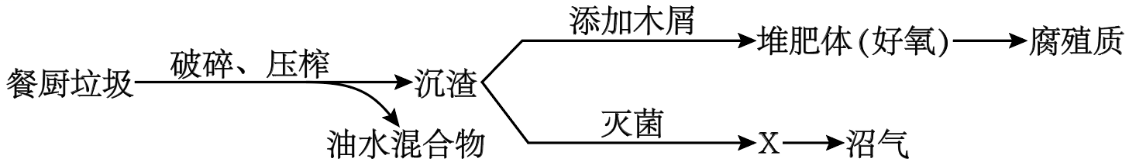 添加木屑
堆肥体(好氧)
腐殖质
餐厨垃圾
破碎、压榨
沉渣
油水混合物
灭菌
X
沼气